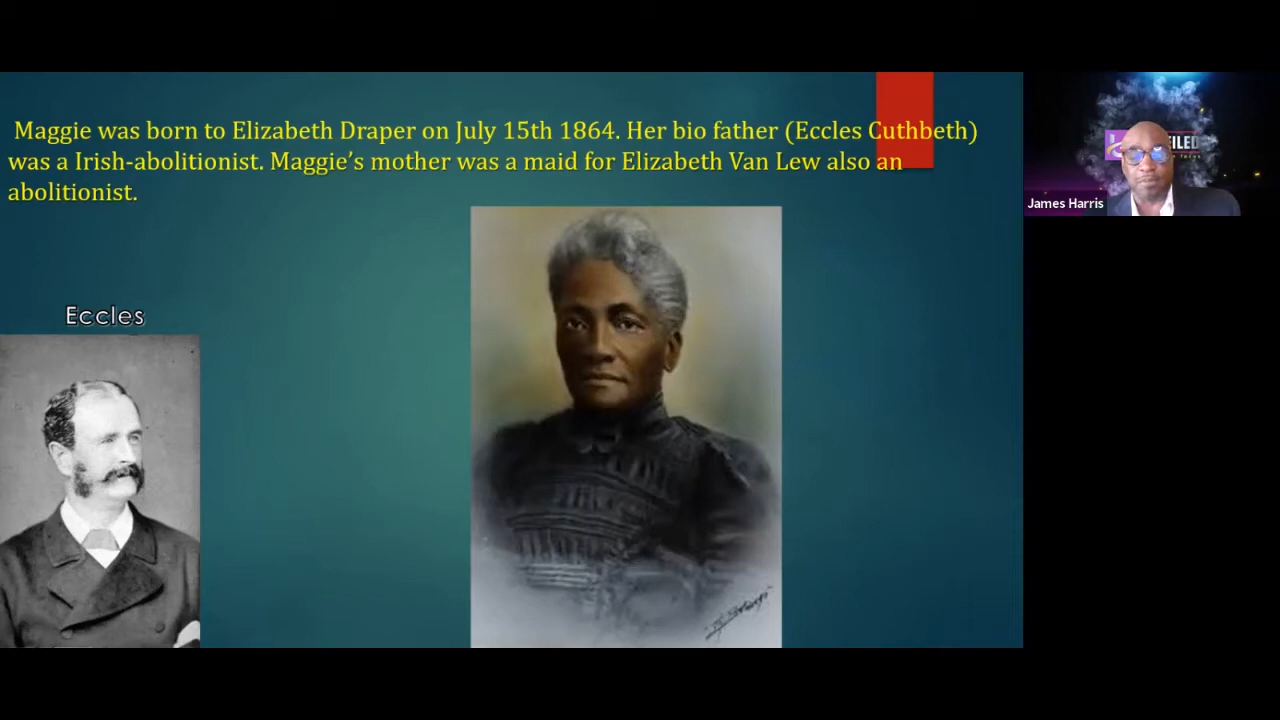 Maggie was born to Elizabeth Draper on July 15th 1864. Her bio father (Eccles Cuthbeth)
was a Irish-abolitionist. Maggie's mother was a maid for Elizabeth Van Lew also an
abolitionist.
Eccles
James Harris